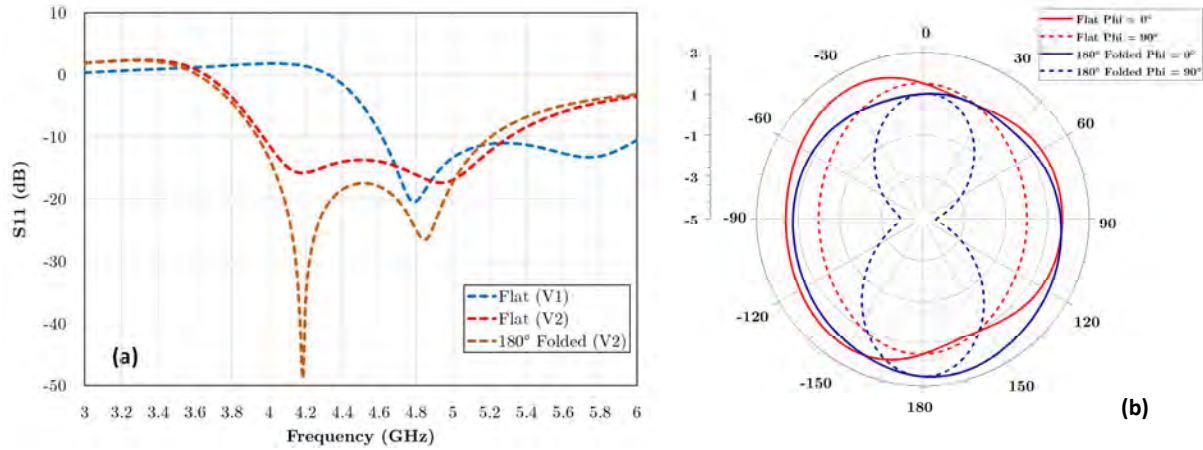 10
0
-10
-20
-30
-40
-50
S11 (dB)
3 3.2 3.4 3.6 3.8 4 4.2 4.4 4.6 4.8 5 5.2 5.4 5.6 5.8 6
Frequency (GHz)
Flat (V1)
Flat (V2)
180° Folded (V2)
(a)
Flat Phi = 0°
Flat Phi = 90°
180° Folded Phi = 0°
180° Folded Phi = 90°
3
1
-1
-3
-5
0
30
60
90
120
150
180
-150
-120
-90
-60
-30
(b)